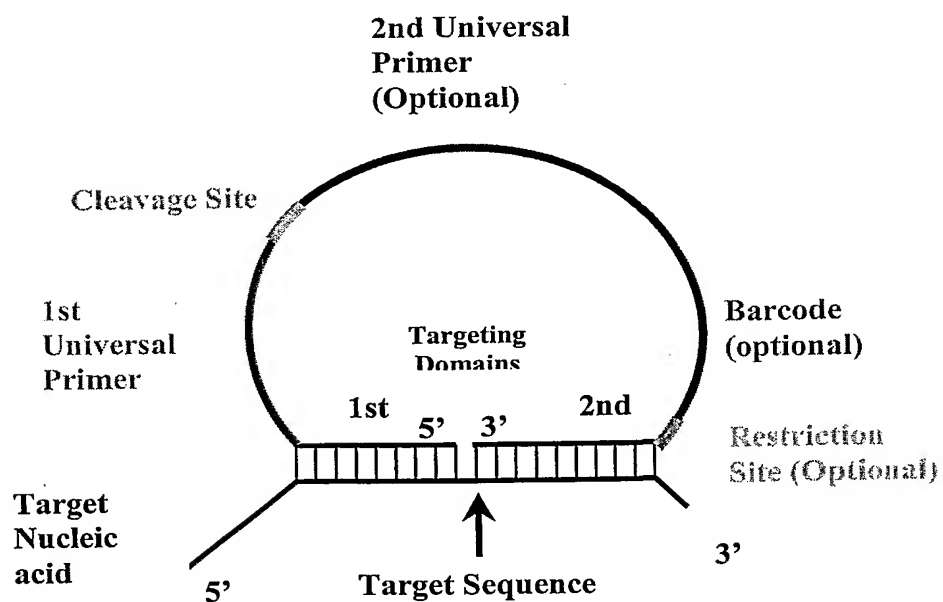 2nd Universal
Primer
(Optional)
Cleavage Site
1st
Universal
Primer
Targeting
Domains
Barcode
(optional)
1st
5’
3’
2nd
Restriction
Site (Optional)
Target
Nucleic
acid
5’
Target Sequence
3’